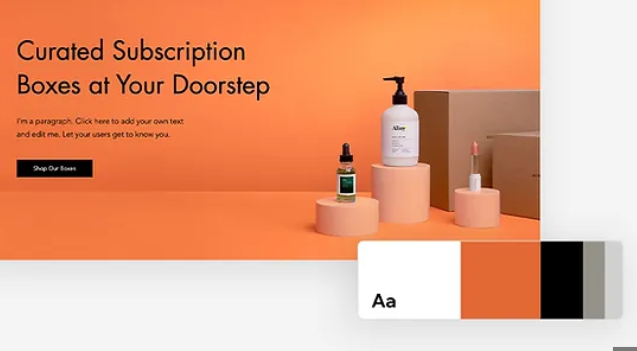 Curated Subscription
Boxes at Your Doorstep
I'm a paragraph. Click here to add your own text
and edit me. Let your users get to know you.
Shop Our Boxes
Aa